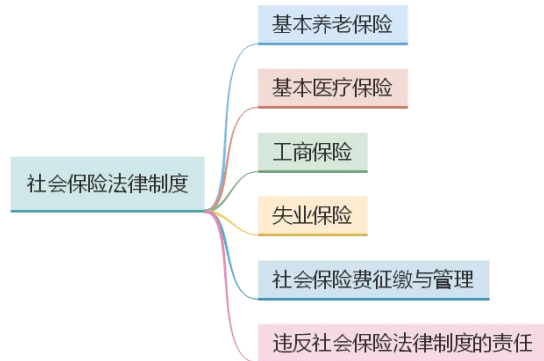 基本养老保险
基本医疗保险
工商保险
社会保险法律制度
失业保险
社会保险费征缴与管理
违反社会保险法律制度的责任